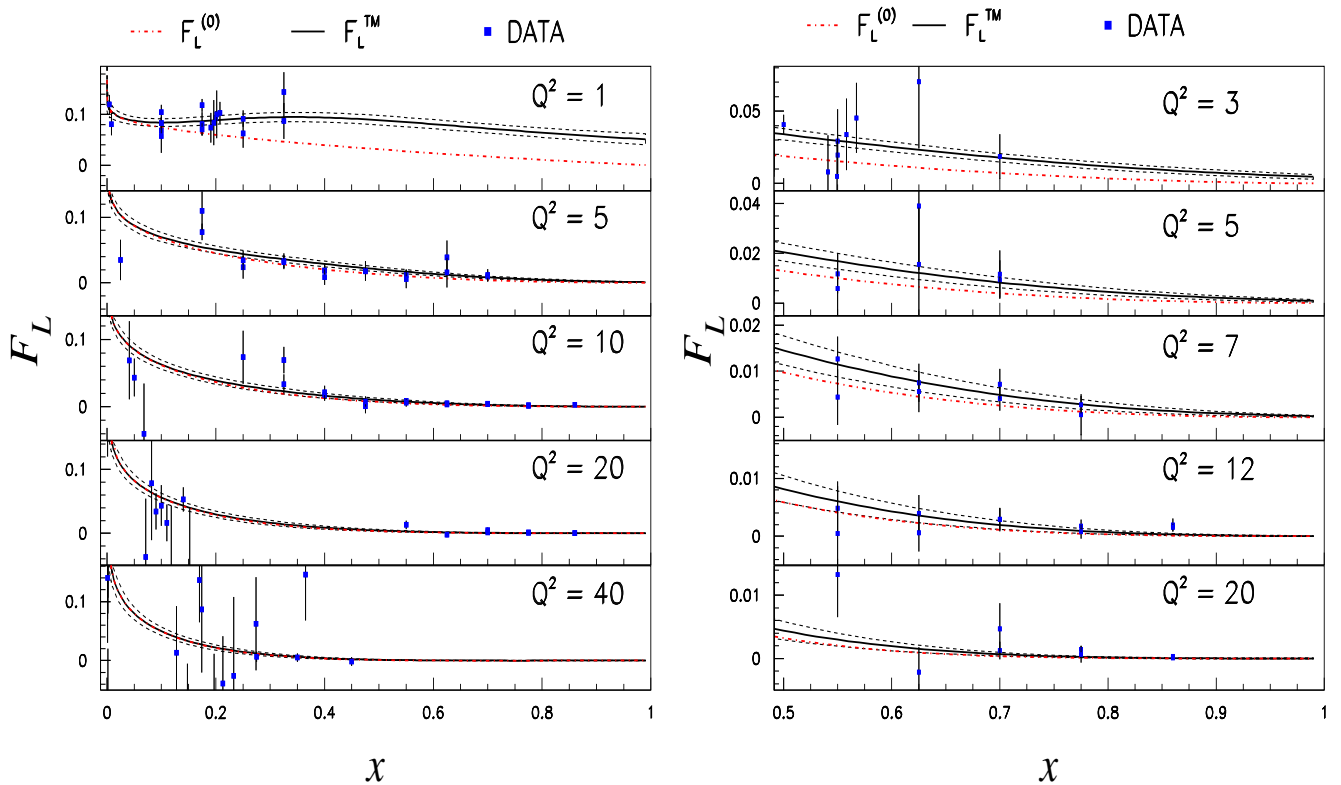 F_L^(0) F_L^TM DATA
0.1
0
Q² = 1
0.1
0
Q² = 5
0.1
0
Q² = 10
0.1
0
Q² = 20
0.1
0
Q² = 40
F_L
0 0.2 0.4 0.6 0.8 1
x
F_L^(0) F_L^TM DATA
0.05
0
Q² = 3
0.04
0.02
0
Q² = 5
0.02
0.01
0
Q² = 7
0.01
0
Q² = 12
0.01
0
Q² = 20
F_L
0.5 0.6 0.7 0.8 0.9 1
x